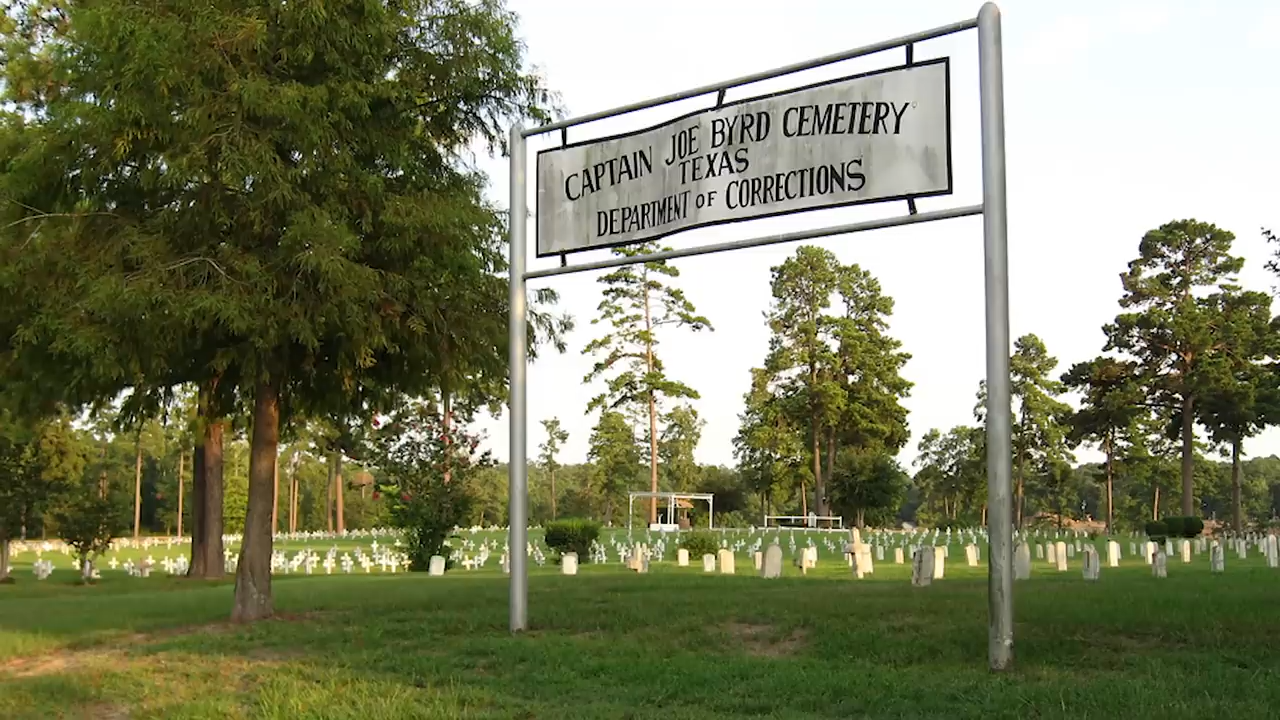 CAPTAIN JOE BYRD CEMETERY
TEXAS
DEPARTMENT OF CORRECTIONS